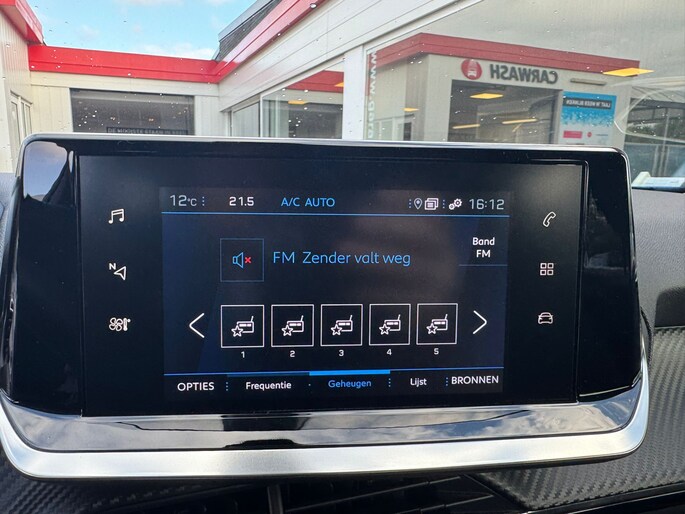 CARWASH
12°C 21.5 A/C AUTO 16:12
N
FM Zender valt weg
Band
FM
1 2 3 4 5
OPTIES Frequentie Geheugen Lijst BRONNEN